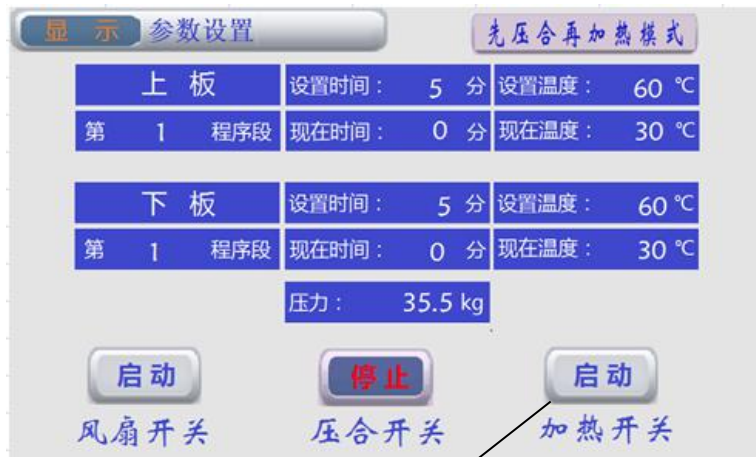 显 示 参数设置 先压合再加热模式
上 板 设置时间： 5 分 设置温度： 60 ℃
第 1 程序段 现在时间： 0 分 现在温度： 30 ℃
下 板 设置时间： 5 分 设置温度： 60 ℃
第 1 程序段 现在时间： 0 分 现在温度： 30 ℃
压力： 35.5 kg
启动 停止 启动
风扇开关 压合开关 加热开关